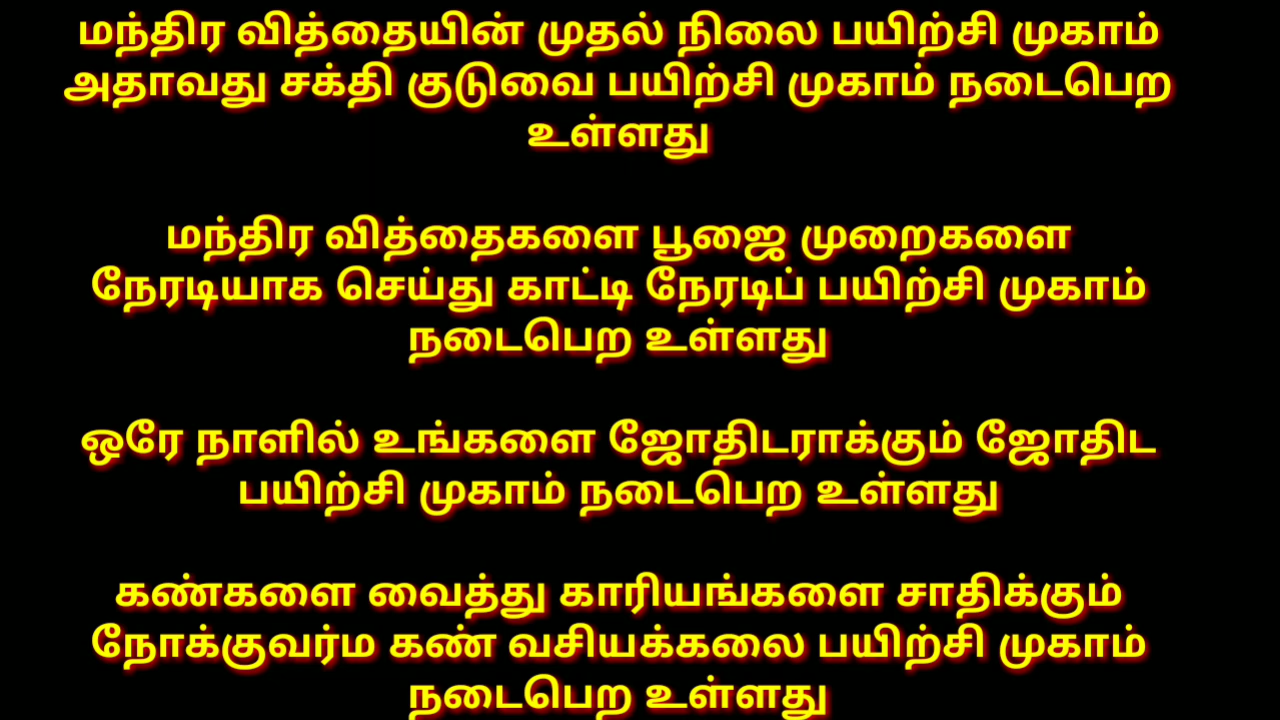 மந்திர வித்தையின் முதல் நிலை பயிற்சி முகாம்
அதாவது சக்தி குடுவை பயிற்சி முகாம் நடைபெற
உள்ளது
மந்திர வித்தைகளை பூஜை முறைகளை
நேரடியாக செய்து காட்டி நேரடிப் பயிற்சி முகாம்
நடைபெற உள்ளது
ஒரே நாளில் உங்களை ஜோதிடராக்கும் ஜோதிட
பயிற்சி முகாம் நடைபெற உள்ளது
கண்களை வைத்து காரியங்களை சாதிக்கும்
நோக்குவர்ம கண் வசியக்கலை பயிற்சி முகாம்
நடைபெற உள்ளது